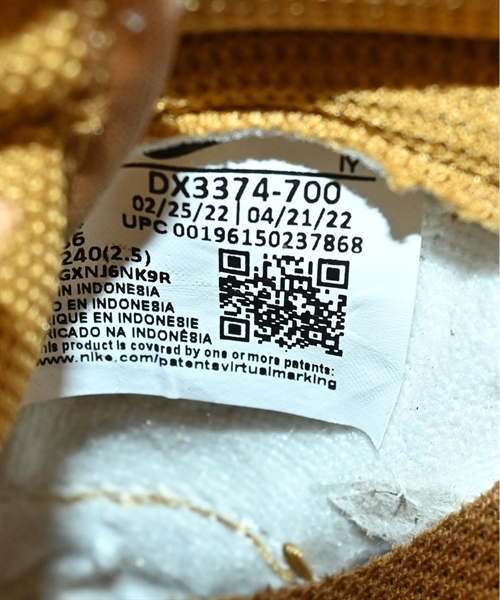 IY
DX3374-700
02/25/22 | 04/21/22
UPC 00196150237868
240(2.5)
GXNJ6NK9R
IN INDONESIA
EN INDONESIA
IQUE EN INDONESIE
RICADO NA INDONÉSIA
his product is covered by one or more patents:
www.nike.com/patentsvirtualmarking